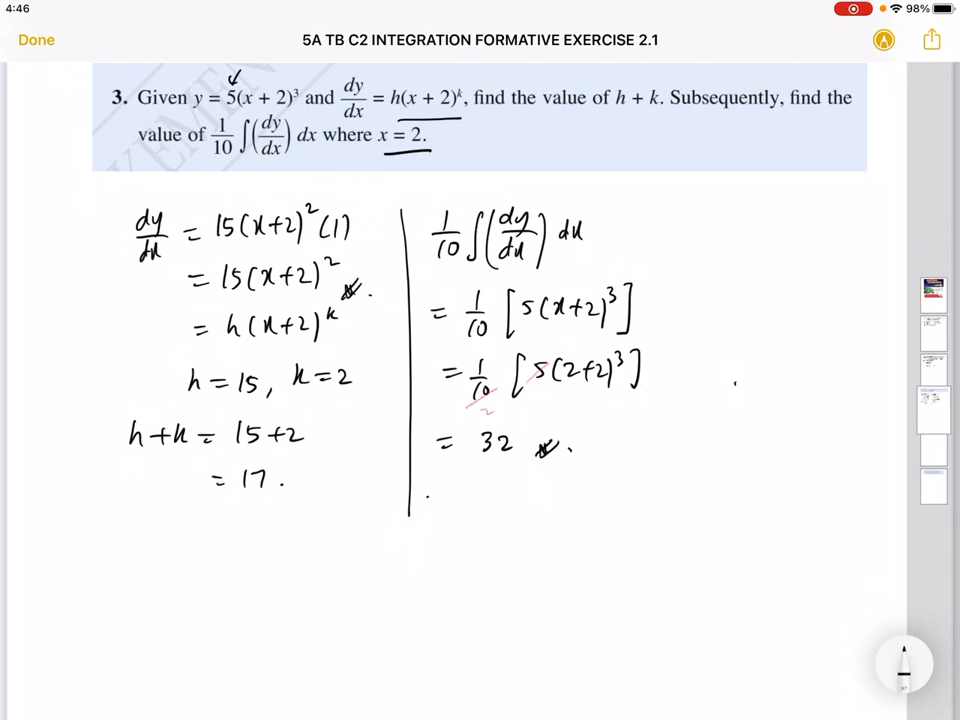 4:46
98%
Done
5A TB C2 INTEGRATION FORMATIVE EXERCISE 2.1
3. Given y = 5(x + 2)³ and dy/dx = h(x + 2)ᵏ, find the value of h + k. Subsequently, find the
value of 1/10 ∫(dy/dx) dx where x = 2.
dy/dx = 15(x+2)²(1)
= 15(x+2)²
= h(x+2)ᵏ
h = 15, k = 2
h+k = 15+2
= 17.
1/10 ∫(dy/dx) dx
= 1/10 [5(x+2)³]
= 1/10 [5(2+2)³]
2
= 32